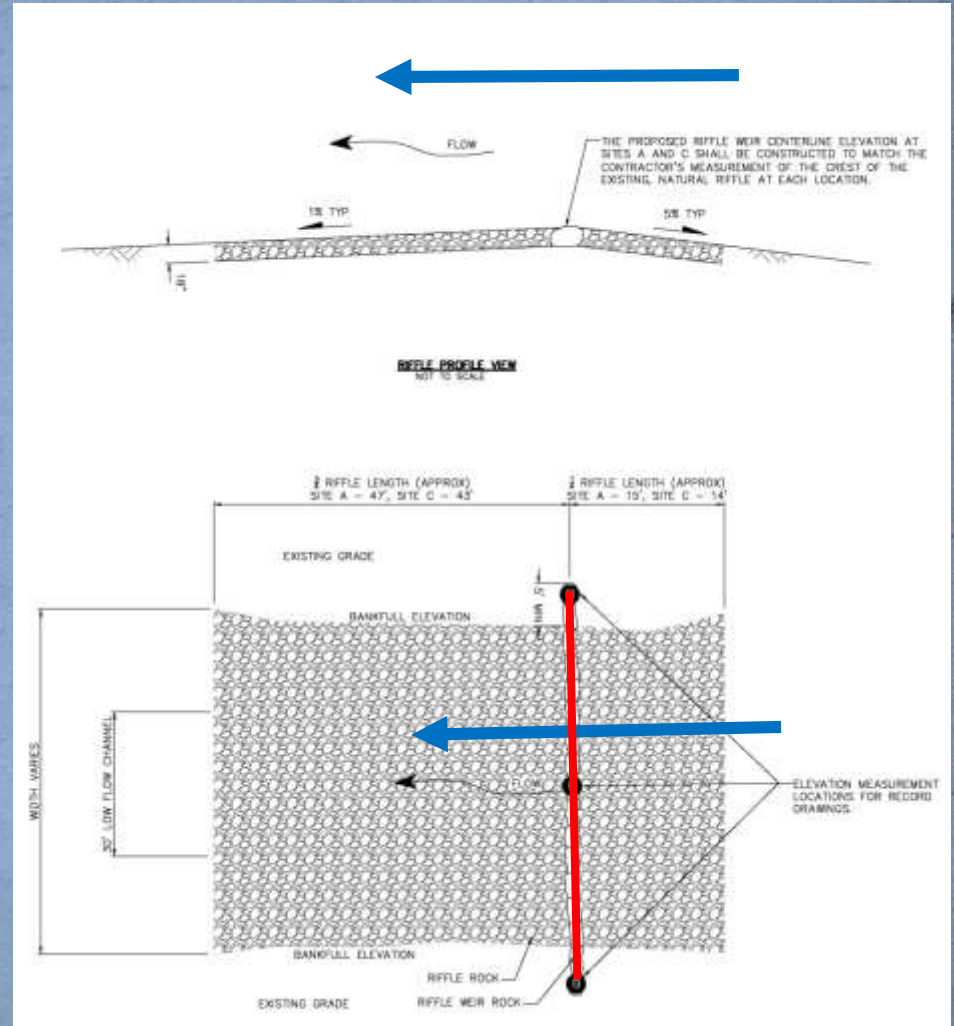 FLOW
THE PROPOSED RIFFLE WEIR CENTERLINE ELEVATION AT
SITES A AND C SHALL BE CONSTRUCTED TO MATCH THE
CONTRACTOR'S MEASUREMENT OF THE CREST OF THE
EXISTING, NATURAL RIFFLE AT EACH LOCATION.
1% TYP
5% TYP
18"
RIFFLE PROFILE VIEW
NOT TO SCALE
RIFFLE LENGTH (APPROX)
SITE A - 47', SITE C - 43'
RIFFLE LENGTH (APPROX)
SITE A - 15', SITE C - 14'
EXISTING GRADE
5' MIN
BANKFULL ELEVATION
WIDTH VARIES
30' LOW FLOW CHANNEL
FLOW
ELEVATION MEASUREMENT
LOCATIONS FOR RECORD
DRAWINGS.
BANKFULL ELEVATION
RIFFLE ROCK
EXISTING GRADE
RIFFLE WEIR ROCK